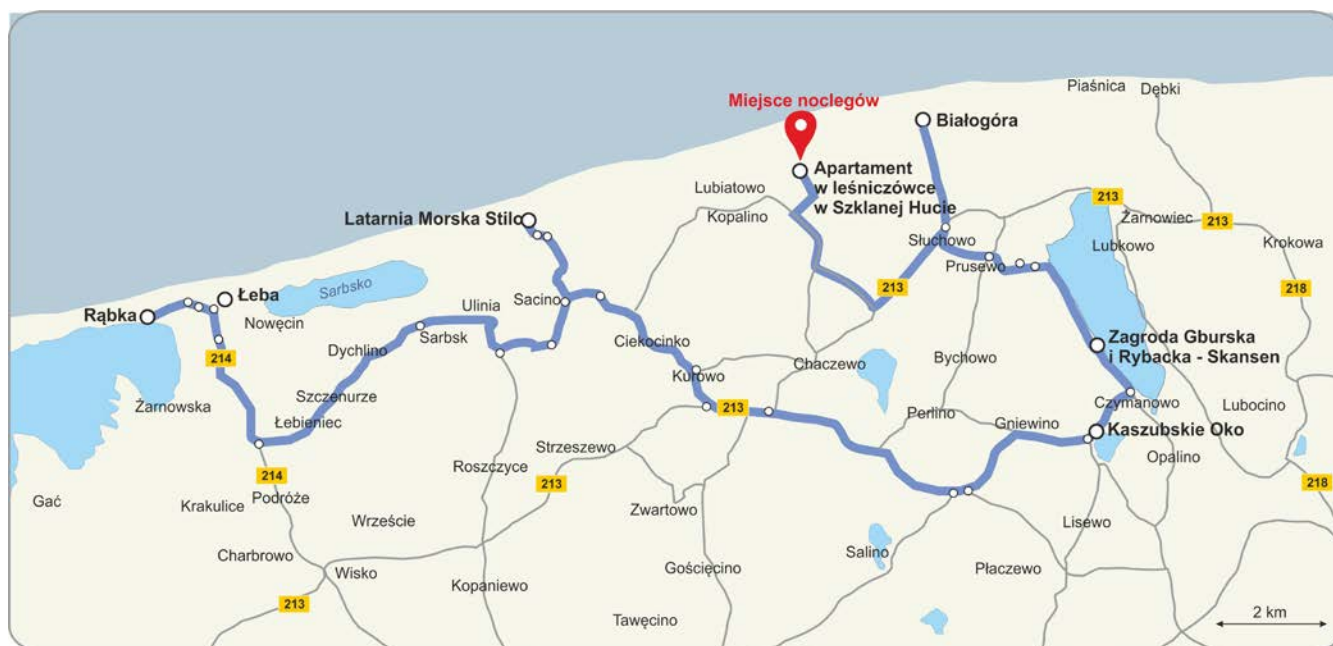 Piaśnica
Dębki
Miejsce noclegów
Białogóra
Apartament
w leśniczówce
w Szklanej Hucie
Lubiatowo
Kopalino
213
Żarnowiec
213
Latarnia Morska Stilo
Słuchowo
Lubkowo
Krokowa
Prusewo
Sarbsko
213
218
Łeba
Rąbka
Nowęcin
Ulinia
Sacino
Sarbsk
Ciekocinko
Zagroda Gburska
i Rybacka - Skansen
214
Dychlino
Bychowo
Chaczewo
Kurowo
Szczenurze
Żarnowska
213
Czymanowo
Lubocino
Łebieniec
Perlino
Gniewino
Kaszubskie Oko
Strzeszewo
Opalino
214
Roszczyce
213
218
Gać
Krakulice
Podróże
Wrzeście
Zwartowo
Lisewo
Charbrowo
Wisko
Kopaniewo
Gościęcino
Salino
Płaczewo
213
Tawęcino
2 km